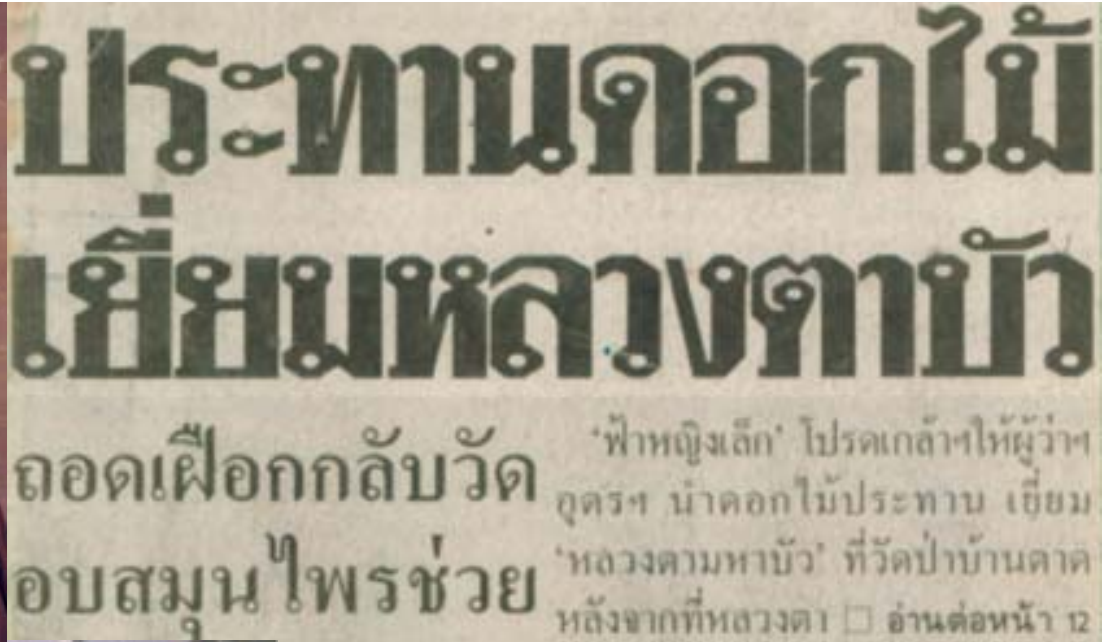 ประทานดอกไม้
เยี่ยมหลวงตาบัว
ถอดเฝือกกลับวัด
อบสมุนไพรช่วย
'ฟ้าหญิงเล็ก' โปรดเกล้าฯให้ผู้ว่าฯ
อุดรฯ นำดอกไม้ประทาน เยี่ยม
'หลวงตามหาบัว' ที่วัดป่าบ้านตาด
หลังจากที่หลวงตา □ อ่านต่อหน้า 12